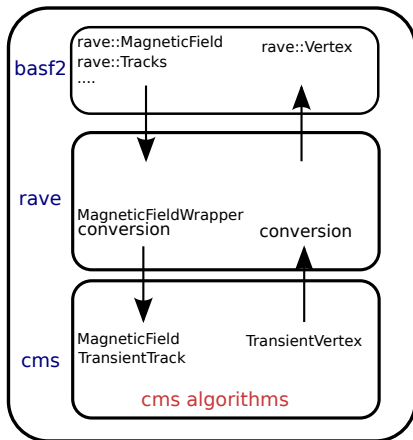 basf2
rave::MagneticField
rave::Tracks
....
rave::Vertex
rave
MagneticFieldWrapper
conversion
conversion
cms
MagneticField
TransientTrack
TransientVertex
cms algorithms